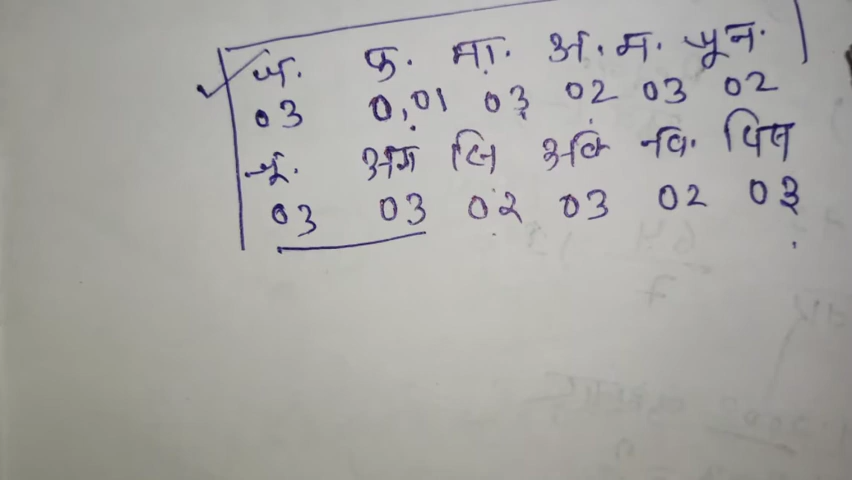 ज. फ. मा. अ. म. जून.
03 0,01 03 02 03 02
जु. अग सि अक न्व. दिस
03 03 02 03 02 03